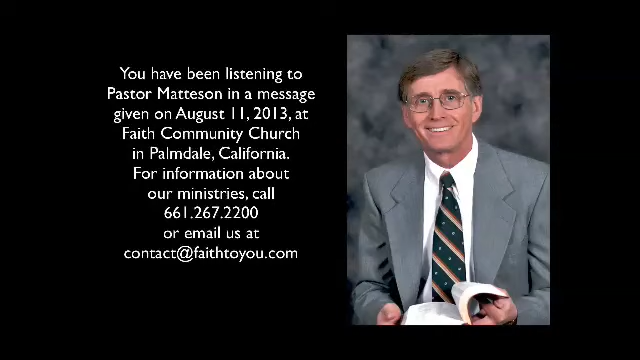 You have been listening to
Pastor Matteson in a message
given on August 11, 2013, at
Faith Community Church
in Palmdale, California.
For information about
our ministries, call
661.267.2200
or email us at
contact@faithtoyou.com